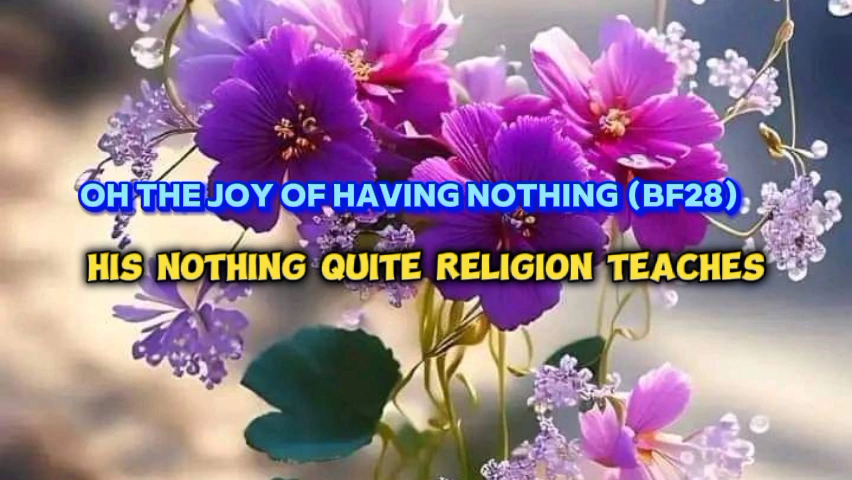 OH THE JOY OF HAVING NOTHING (BF28)
HIS NOTHING QUITE RELIGION TEACHES